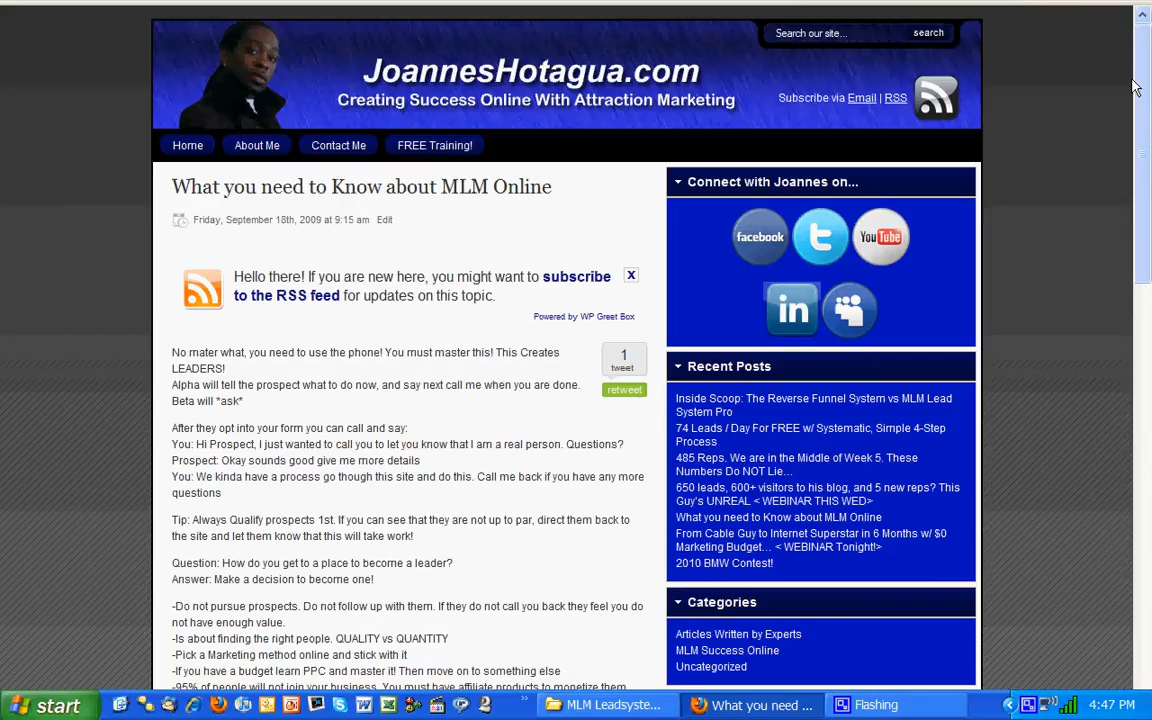 JoannesHotagua.com
Creating Success Online With Attraction Marketing
Search our site...
search
Subscribe via Email | RSS
Home
About Me
Contact Me
FREE Training!
What you need to Know about MLM Online
Friday, September 18th, 2009 at 9:15 am Edit
Hello there! If you are new here, you might want to subscribe
to the RSS feed for updates on this topic.
X
Powered by WP Greet Box
No mater what, you need to use the phone! You must master this! This Creates
LEADERS!
Alpha will tell the prospect what to do now, and say next call me when you are done.
Beta will *ask*
1
tweet
retweet
After they opt into your form you can call and say:
You: Hi Prospect, I just wanted to call you to let you know that I am a real person. Questions?
Prospect: Okay sounds good give me more details
You: We kinda have a process go though this site and do this. Call me back if you have any more
questions
Tip: Always Qualify prospects 1st. If you can see that they are not up to par, direct them back to
the site and let them know that this will take work!
Question: How do you get to a place to become a leader?
Answer: Make a decision to become one!
-Do not pursue prospects. Do not follow up with them. If they do not call you back they feel you do
not have enough value.
-Is about finding the right people. QUALITY vs QUANTITY
-Pick a Marketing method online and stick with it
-If you have a budget learn PPC and master it! Then move on to something else
-95% of people will not join your business. You must have affiliate products to monetize them
Connect with Joannes on...
facebook
t
You Tube
in
Recent Posts
Inside Scoop: The Reverse Funnel System vs MLM Lead
System Pro
74 Leads / Day For FREE w/ Systematic, Simple 4-Step
Process
485 Reps. We are in the Middle of Week 5. These
Numbers Do NOT Lie...
650 leads, 600+ visitors to his blog, and 5 new reps? This
Guy's UNREAL < WEBINAR THIS WED>
What you need to Know about MLM Online
From Cable Guy to Internet Superstar in 6 Months w/ $0
Marketing Budget... < WEBINAR Tonight!>
2010 BMW Contest!
Categories
Articles Written by Experts
MLM Success Online
Uncategorized
start
MLM Leadsyste...
What you need ...
Flashing
4:47 PM